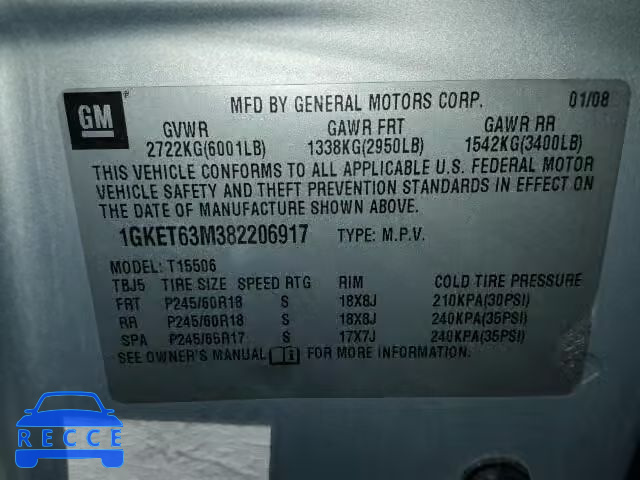 GM
MFD BY GENERAL MOTORS CORP. 01/08
GVWR GAWR FRT GAWR RR
2722KG(6001LB) 1338KG(2950LB) 1542KG(3400LB)
THIS VEHICLE CONFORMS TO ALL APPLICABLE U.S. FEDERAL MOTOR
VEHICLE SAFETY AND THEFT PREVENTION STANDARDS IN EFFECT ON
THE DATE OF MANUFACTURE SHOWN ABOVE.
1GKET63M382206917 TYPE: M.P.V.
MODEL: T15506
TBJ5 TIRE SIZE SPEED RTG RIM COLD TIRE PRESSURE
FRT P245/60R18 S 18X8J 210KPA(30PSI)
RR P245/60R18 S 18X8J 240KPA(35PSI)
SPA P245/65R17 S 17X7J 240KPA(35PSI)
SEE OWNER'S MANUAL FOR MORE INFORMATION.
RECCE.INFO